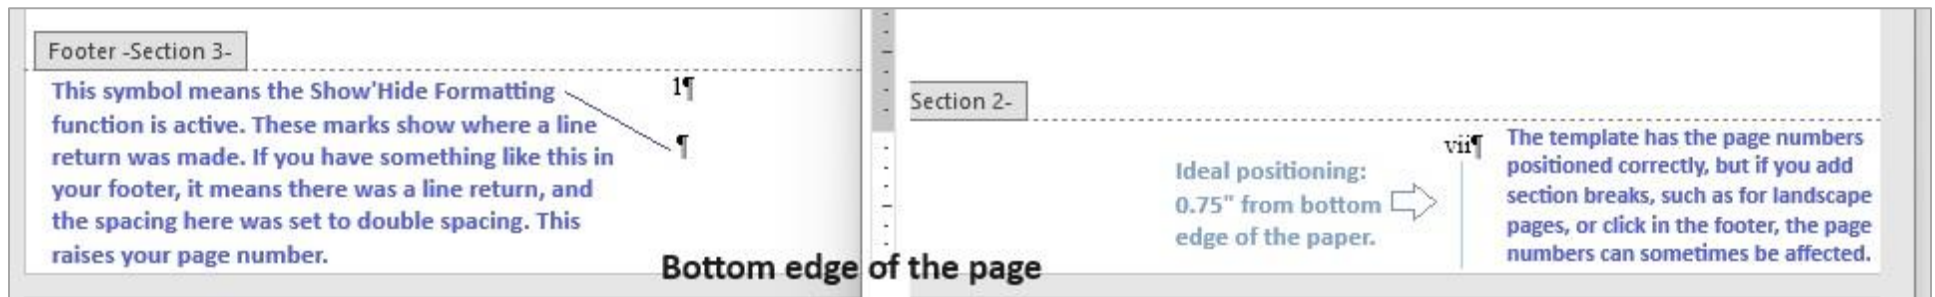 Footer -Section 3-
This symbol means the Show'Hide Formatting
function is active. These marks show where a line
return was made. If you have something like this in
your footer, it means there was a line return, and
the spacing here was set to double spacing. This
raises your page number.
1¶
¶
Section 2-
Ideal positioning:
0.75" from bottom
edge of the paper.
vii¶
The template has the page numbers
positioned correctly, but if you add
section breaks, such as for landscape
pages, or click in the footer, the page
numbers can sometimes be affected.
Bottom edge of the page